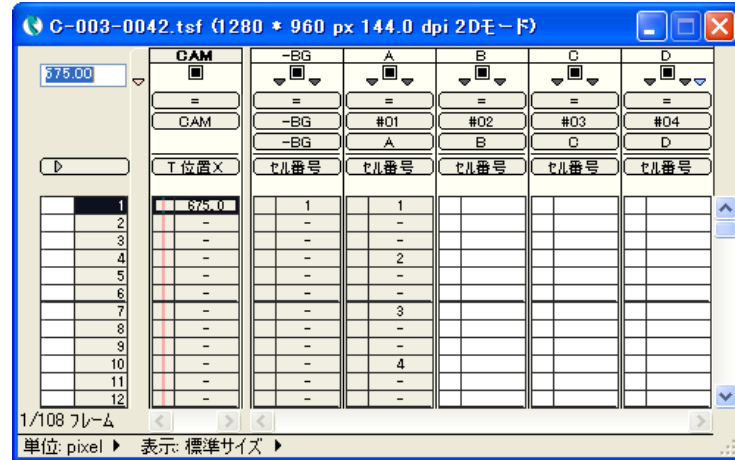 C-003-0042.tsf (1280 * 960 px 144.0 dpi 2Dモード)
CAM -BG A B C D
675.00
= = = = = =
CAM -BG #01 #02 #03 #04
-BG A B C D
T 位置X セル番号 セル番号 セル番号 セル番号 セル番号
1 675.0 1 1
2 - - -
3 - - -
4 - - 2
5 - - -
6 - - -
7 - - 3
8 - - -
9 - - -
10 - - 4
11 - - -
12 - - -
1/108 フレーム
単位: pixel 表示: 標準サイズ